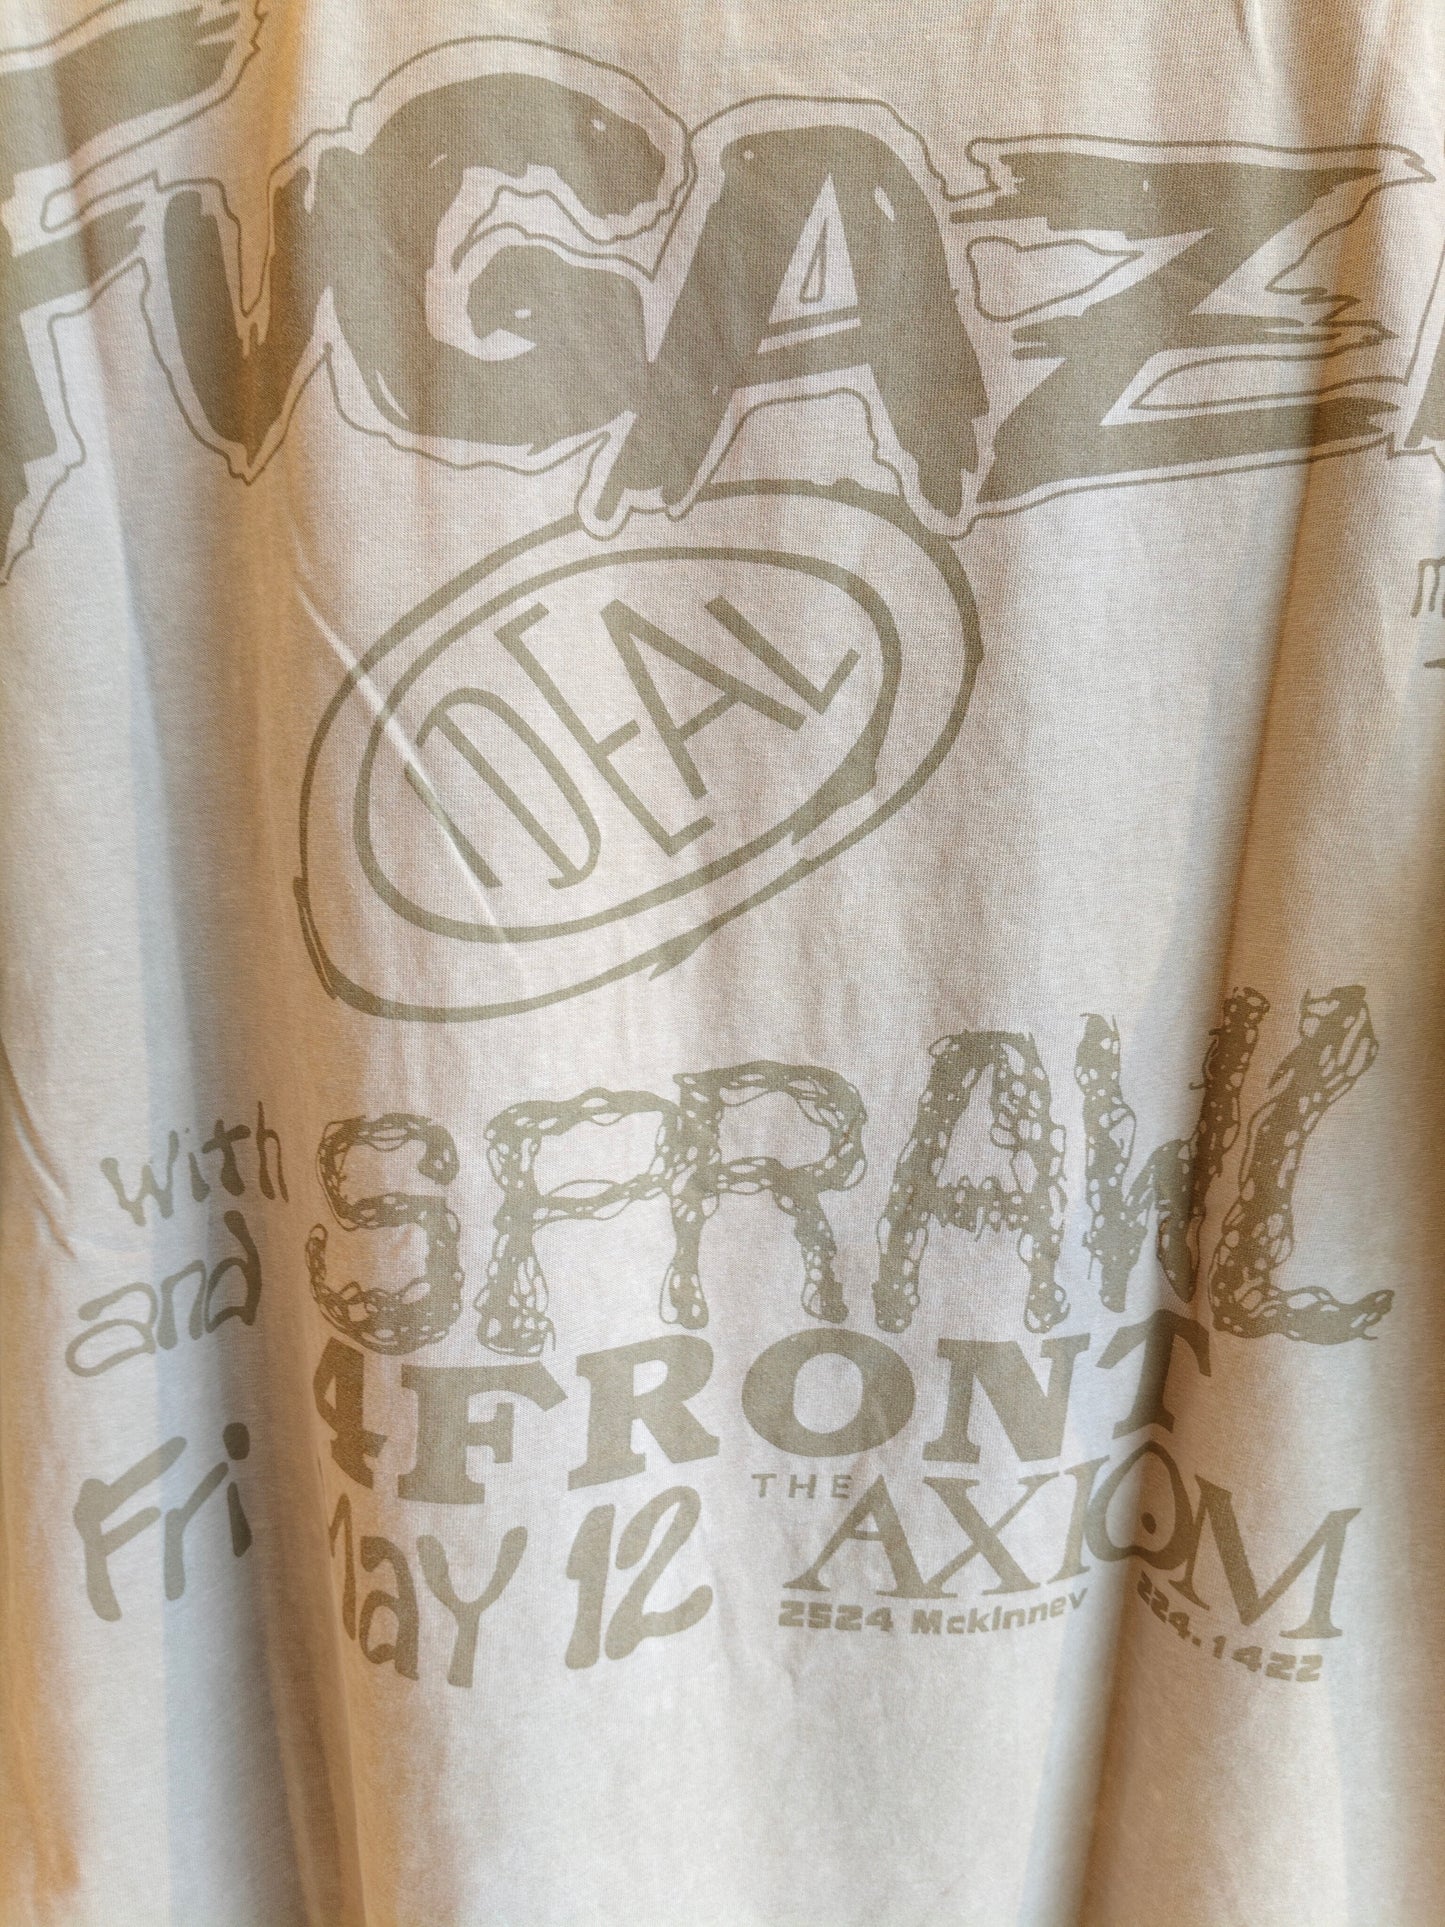 FUGAZI
IDEAL
with SPRAWL
and 4FRONT
Fri May 12 THE AXIOM
2524 McKinney 224.1422